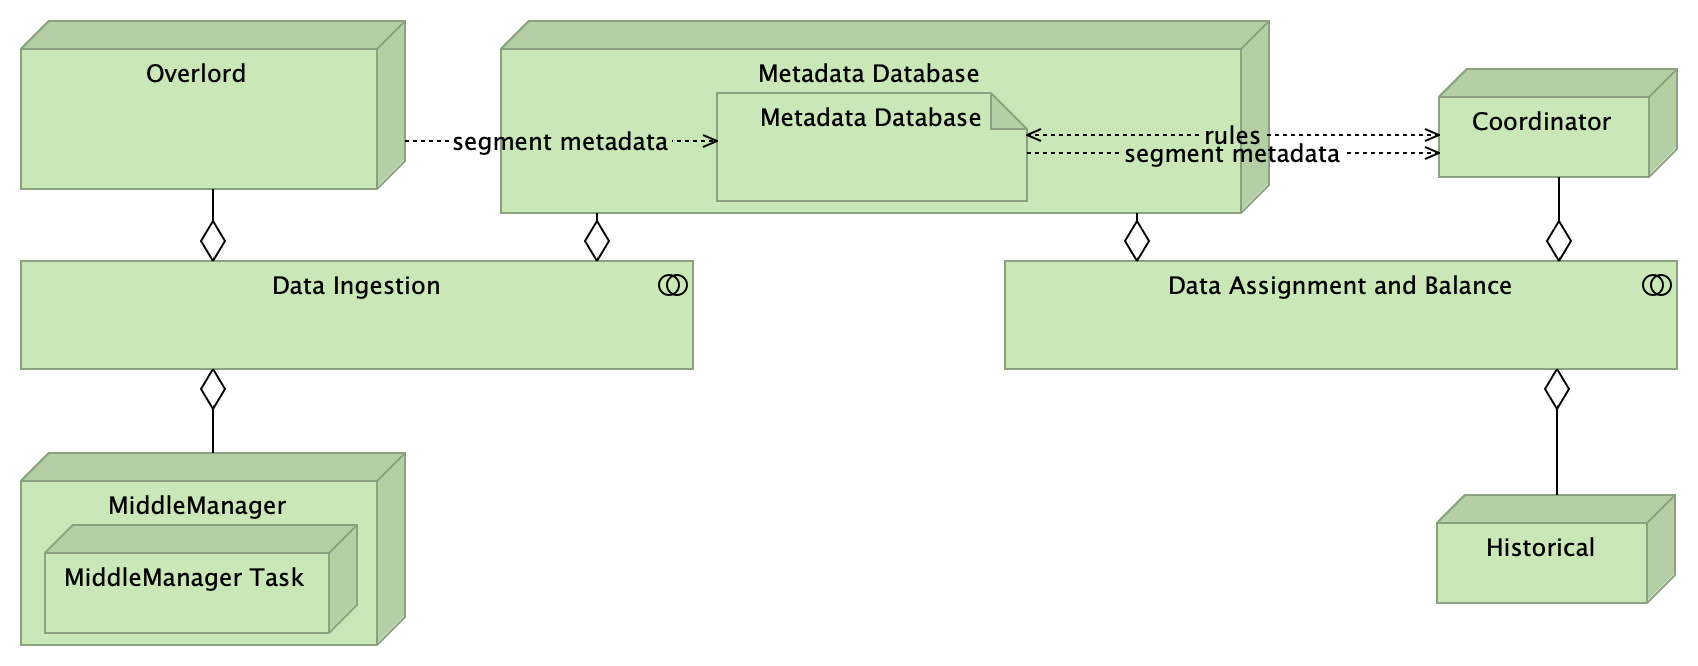 Overlord
Metadata Database
Metadata Database
Coordinator
segment metadata
rules
segment metadata
Data Ingestion
Data Assignment and Balance
MiddleManager
MiddleManager Task
Historical